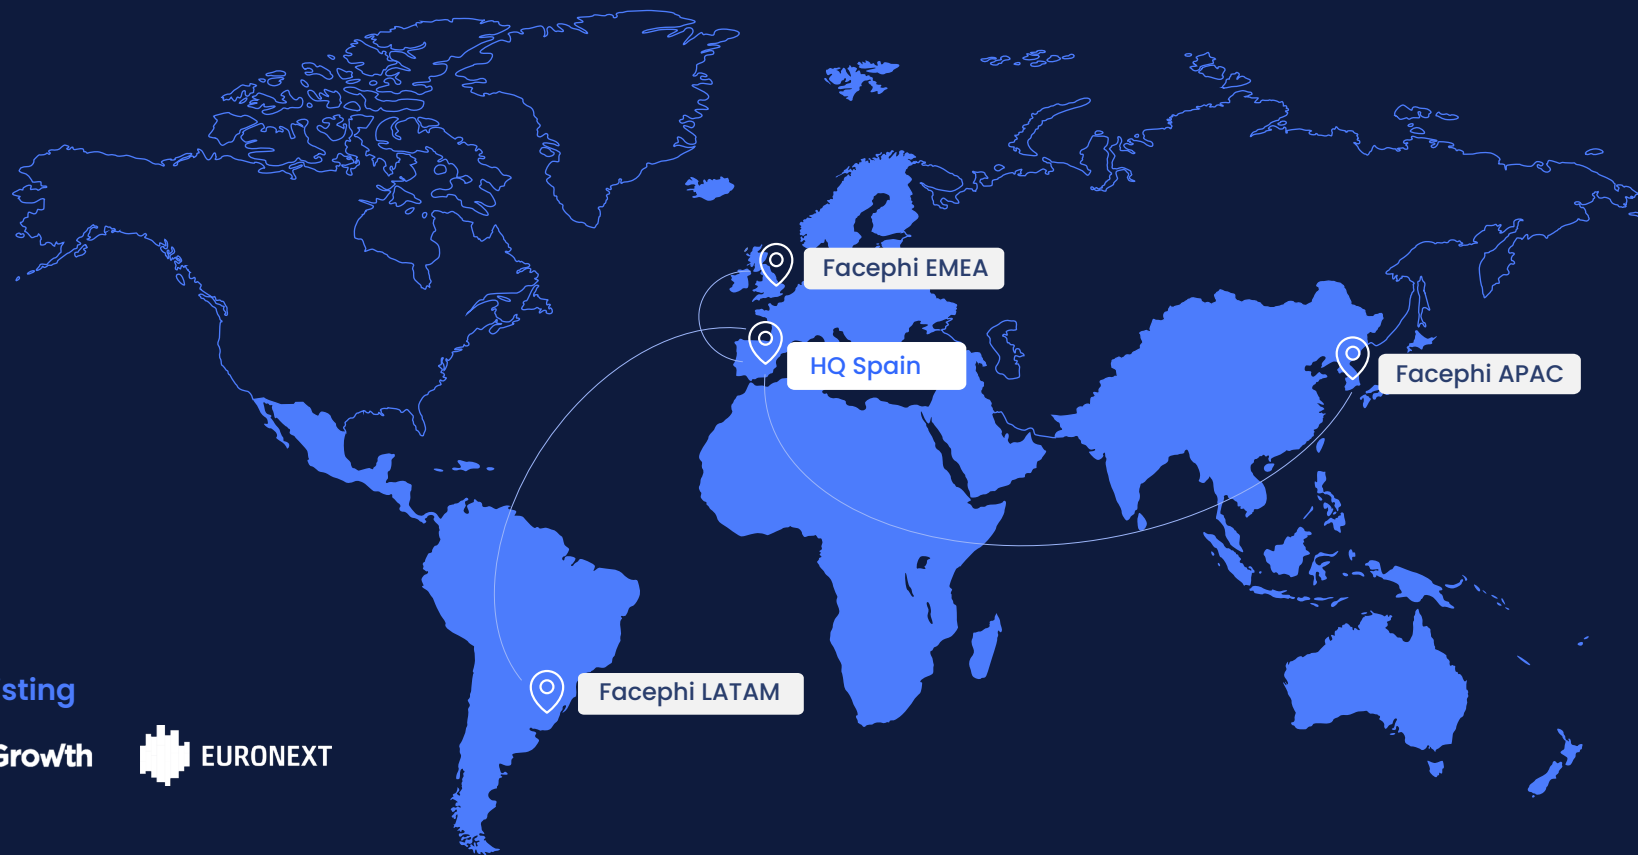 Facephi EMEA
HQ Spain
Facephi APAC
Facephi LATAM
sting
Growth
EURONEXT